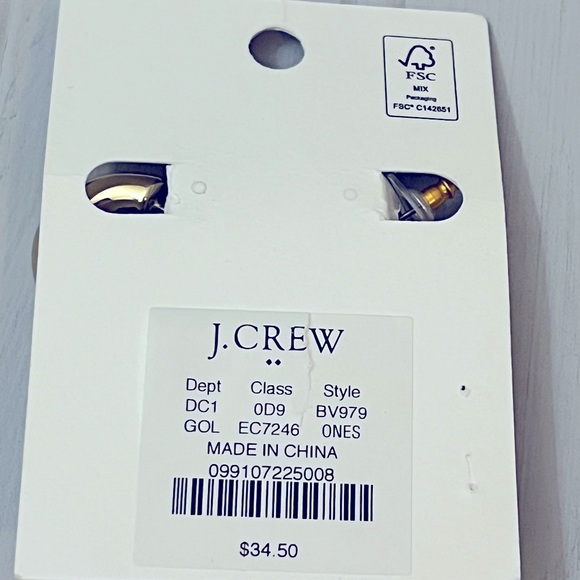 FSC
MIX
Packaging
FSC® C142651
J.CREW
Dept Class Style
DC1 0D9 BV979
GOL EC7246 ONES
MADE IN CHINA
099107225008
$34.50